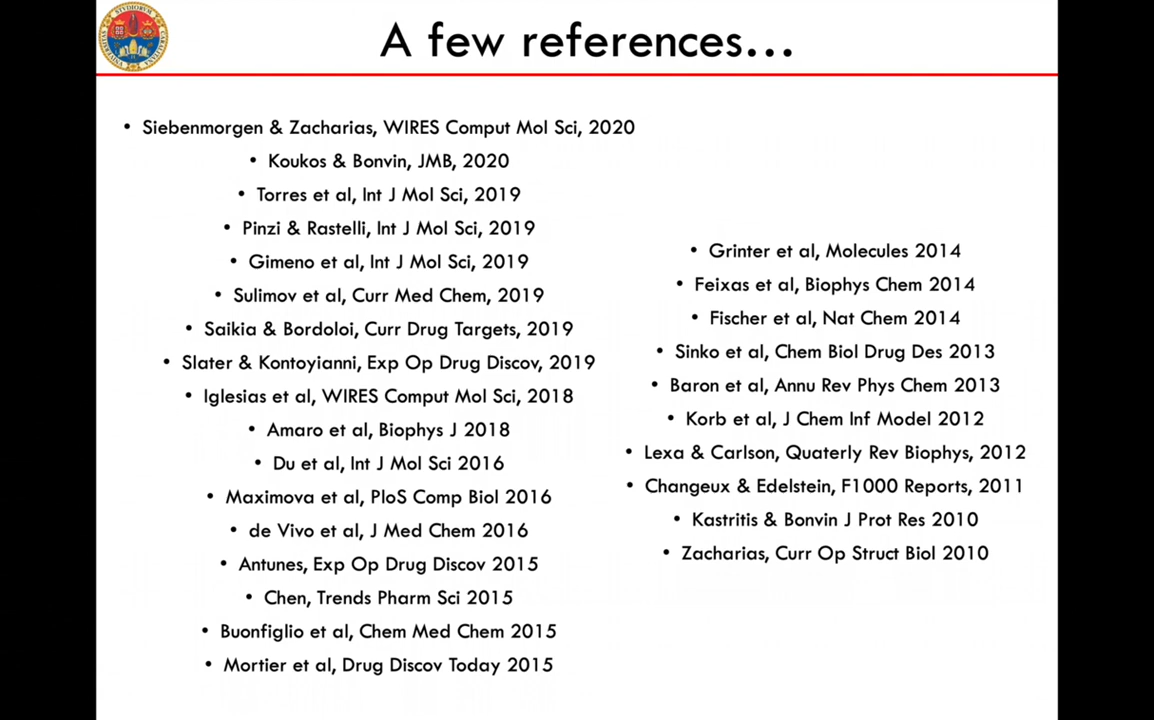 A few references...
• Siebenmorgen & Zacharias, WIRES Comput Mol Sci, 2020
• Koukos & Bonvin, JMB, 2020
• Torres et al, Int J Mol Sci, 2019
• Pinzi & Rastelli, Int J Mol Sci, 2019
• Gimeno et al, Int J Mol Sci, 2019
• Sulimov et al, Curr Med Chem, 2019
• Saikia & Bordoloi, Curr Drug Targets, 2019
• Slater & Kontoyianni, Exp Op Drug Discov, 2019
• Iglesias et al, WIRES Comput Mol Sci, 2018
• Amaro et al, Biophys J 2018
• Du et al, Int J Mol Sci 2016
• Maximova et al, PloS Comp Biol 2016
• de Vivo et al, J Med Chem 2016
• Antunes, Exp Op Drug Discov 2015
• Chen, Trends Pharm Sci 2015
• Buonfiglio et al, Chem Med Chem 2015
• Mortier et al, Drug Discov Today 2015
• Grinter et al, Molecules 2014
• Feixas et al, Biophys Chem 2014
• Fischer et al, Nat Chem 2014
• Sinko et al, Chem Biol Drug Des 2013
• Baron et al, Annu Rev Phys Chem 2013
• Korb et al, J Chem Inf Model 2012
• Lexa & Carlson, Quaterly Rev Biophys, 2012
• Changeux & Edelstein, F1000 Reports, 2011
• Kastritis & Bonvin J Prot Res 2010
• Zacharias, Curr Op Struct Biol 2010